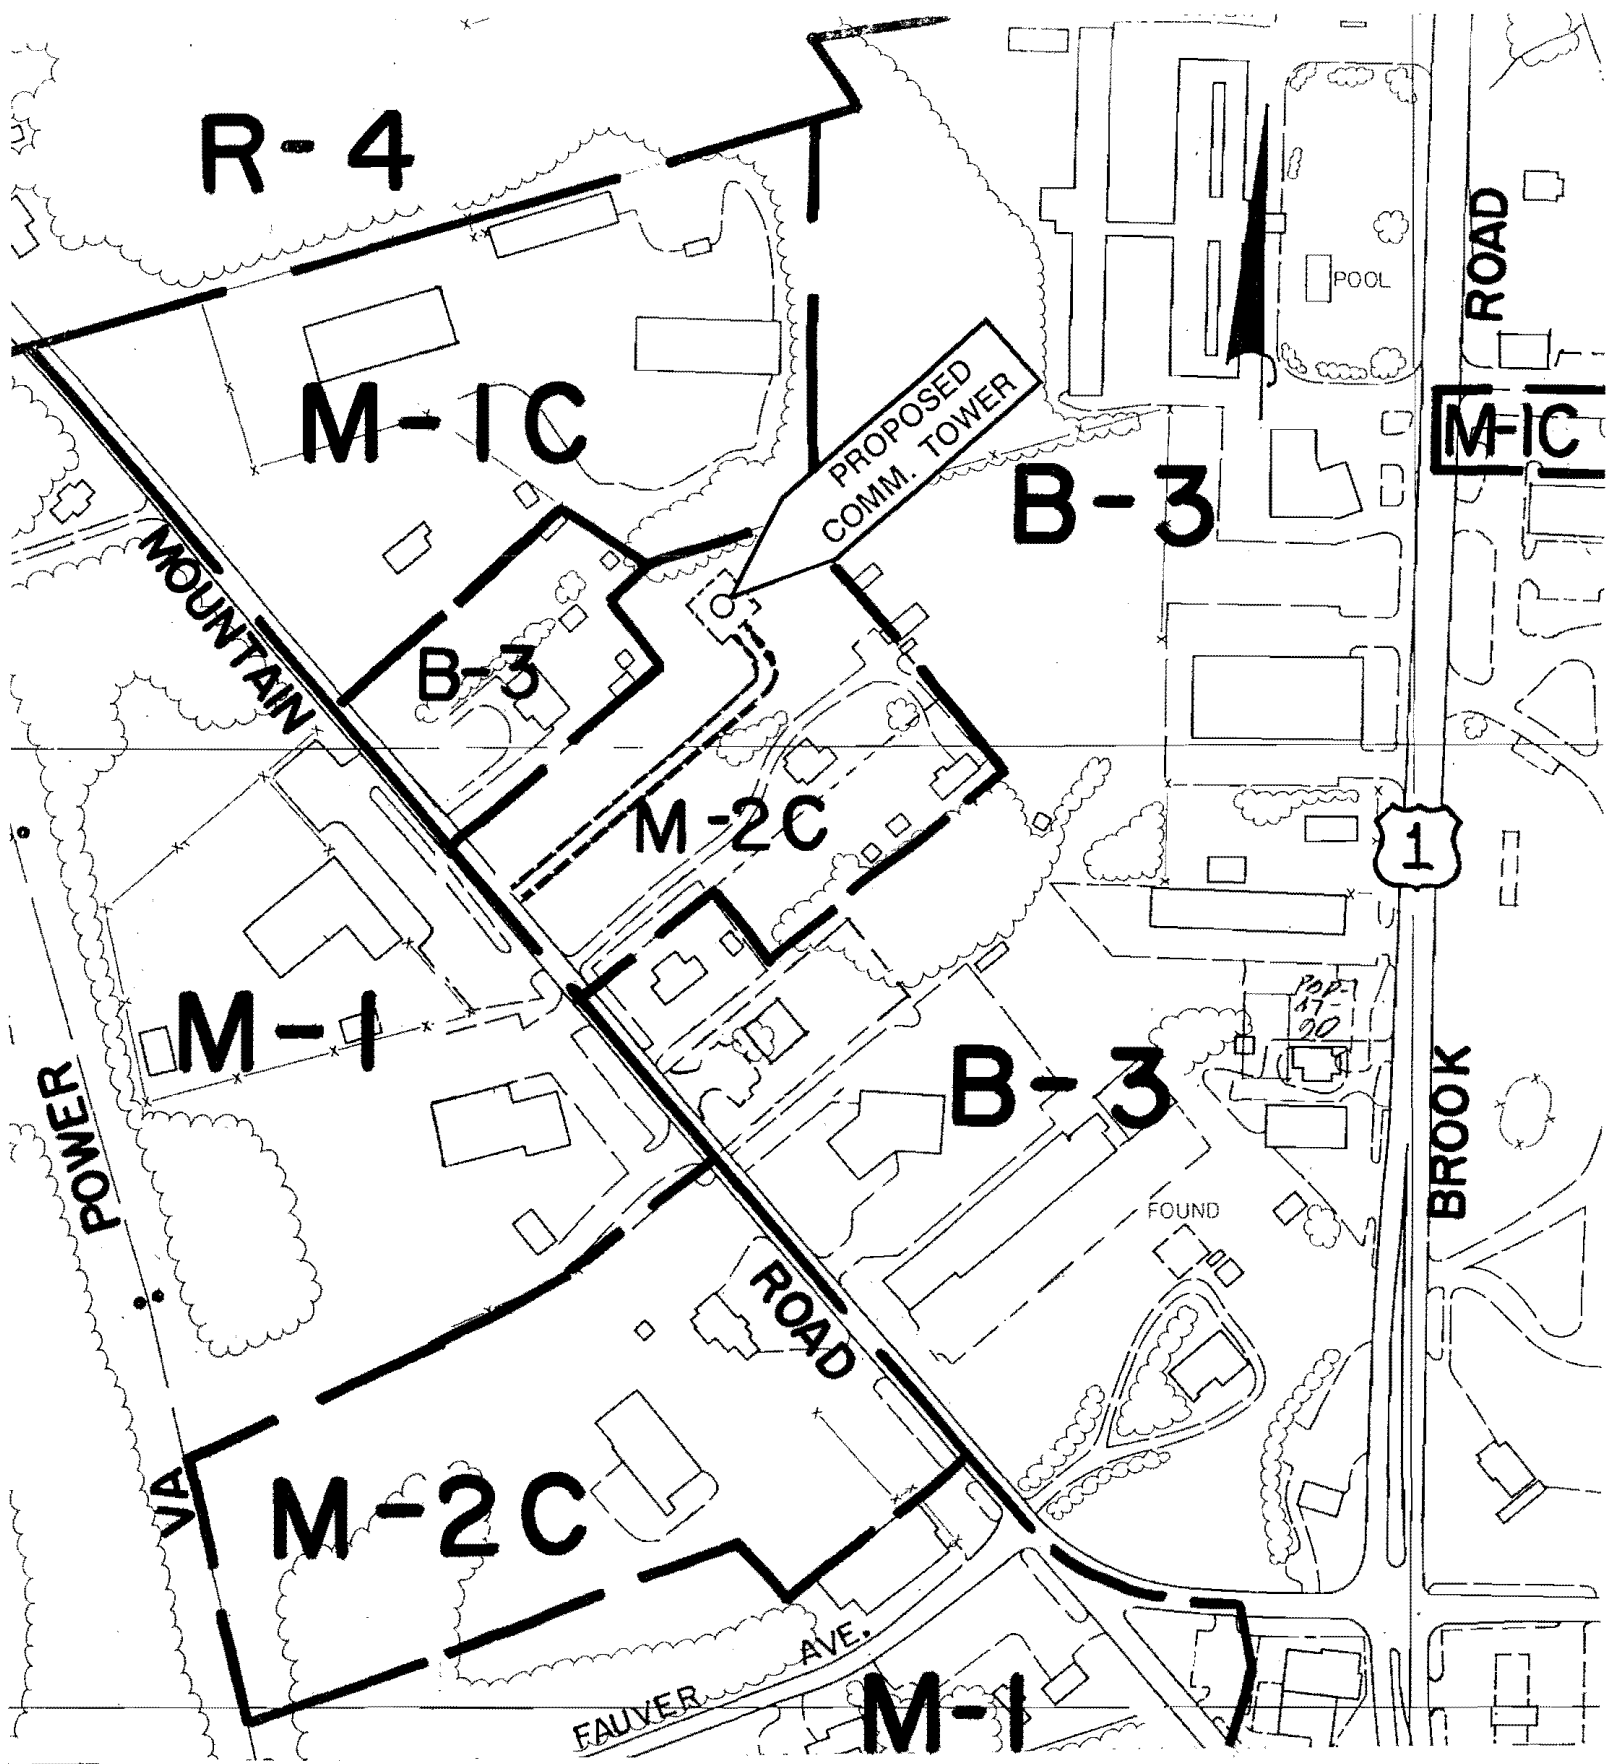 R-4
ROAD
POOL
M-1C
M-1C
PROPOSED
COMM. TOWER
B-3
MOUNTAIN
B-3
M-2C
1
M-1
B-3
POWER
BROOK
FOUND
ROAD
VA
M-2C
FAUVER AVE.
M-1